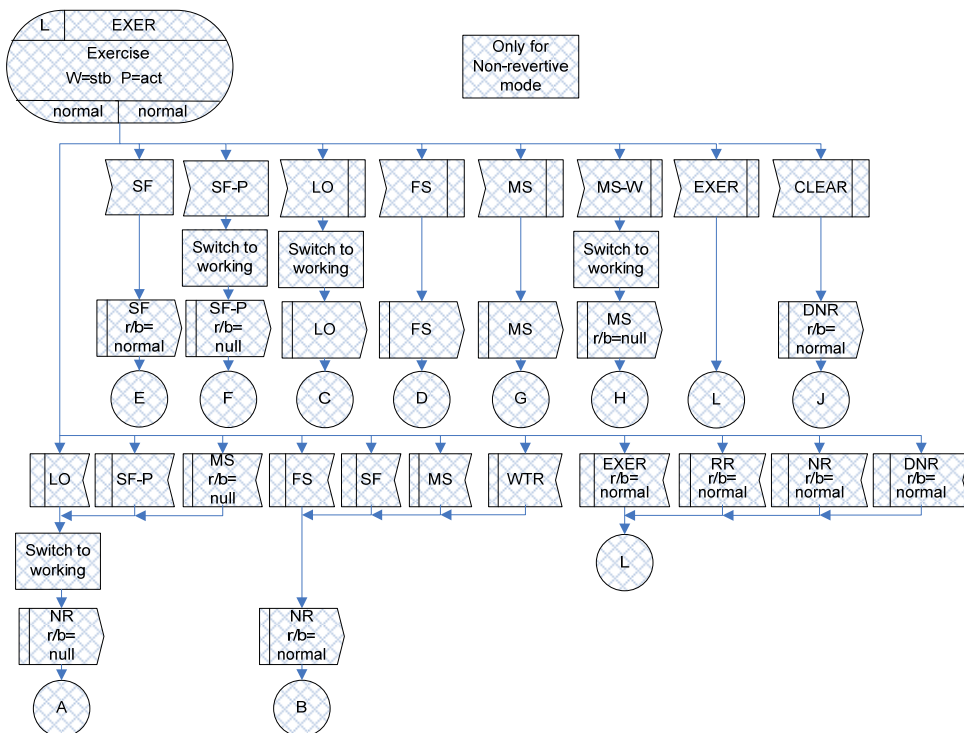 L EXER
Exercise
W=stb P=act
normal normal
Only for
Non-revertive
mode
SF SF-P LO FS MS MS-W EXER CLEAR
Switch to
working
Switch to
working
Switch to
working
SF
r/b=
normal
SF-P
r/b=
null
LO
FS
MS
MS
r/b=null
DNR
r/b=
normal
E F C D G H L J
LO
SF-P
MS
r/b=
null
FS
SF
MS
WTR
EXER
r/b=
normal
RR
r/b=
normal
NR
r/b=
normal
DNR
r/b=
normal
Switch to
working
L
NR
r/b=
null
NR
r/b=
normal
A B